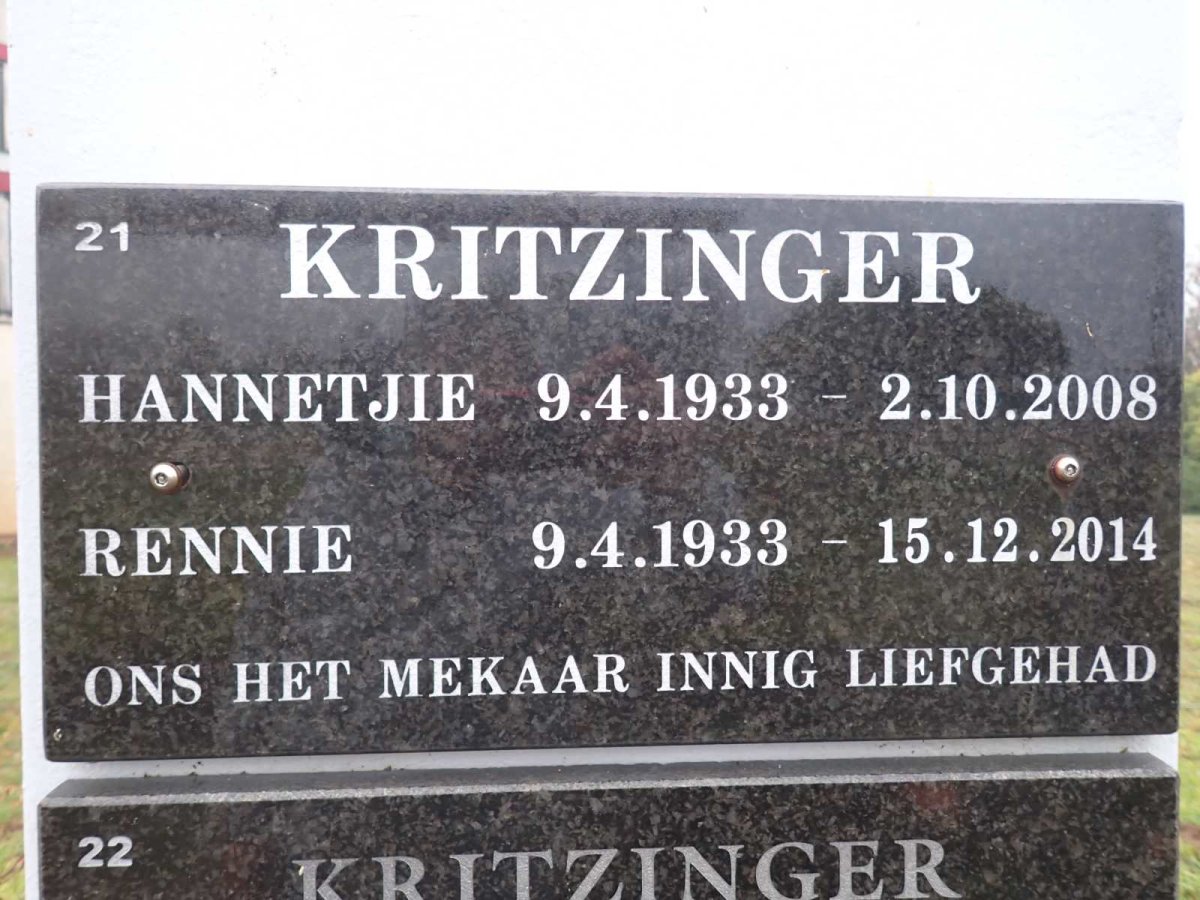 21
KRITZINGER
HANNETJIE 9.4.1933 – 2.10.2008
RENNIE 9.4.1933 – 15.12.2014
ONS HET MEKAAR INNIG LIEFGEHAD
22
KRITZINGER